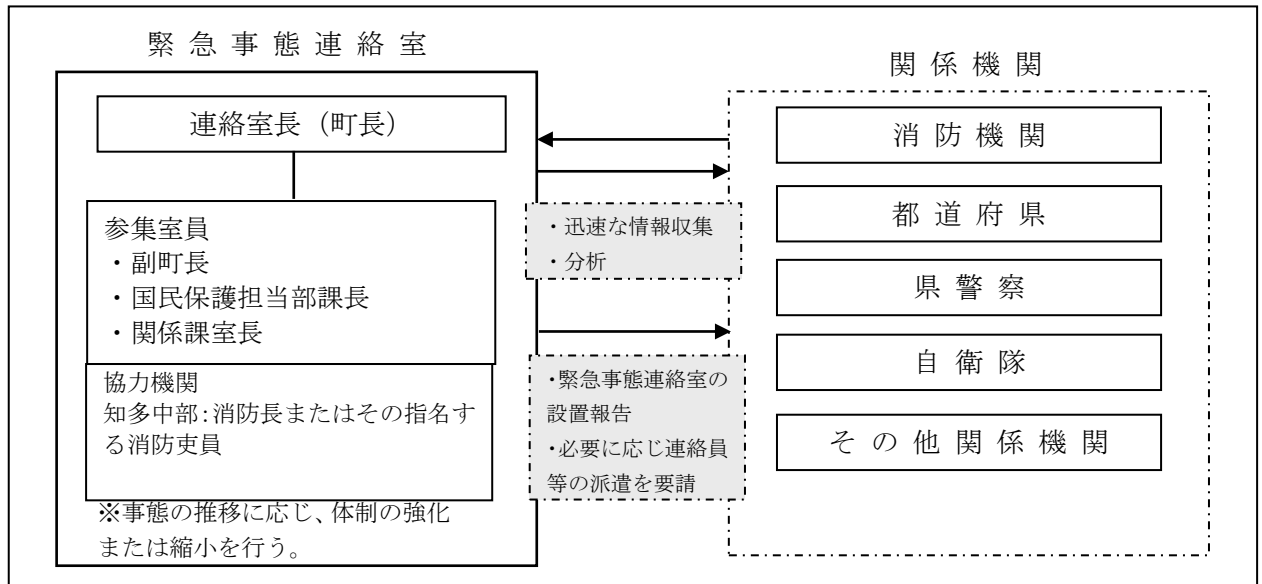 緊急事態連絡室
連絡室長（町長）
参集室員
・副町長
・国民保護担当部課長
・関係課室長
協力機関
知多中部：消防長またはその指名す
る消防吏員
※事態の推移に応じ、体制の強化
または縮小を行う。
・迅速な情報収集
・分析
・緊急事態連絡室の
設置報告
・必要に応じ連絡員
等の派遣を要請
関係機関
消防機関
都道府県
県警察
自衛隊
その他関係機関